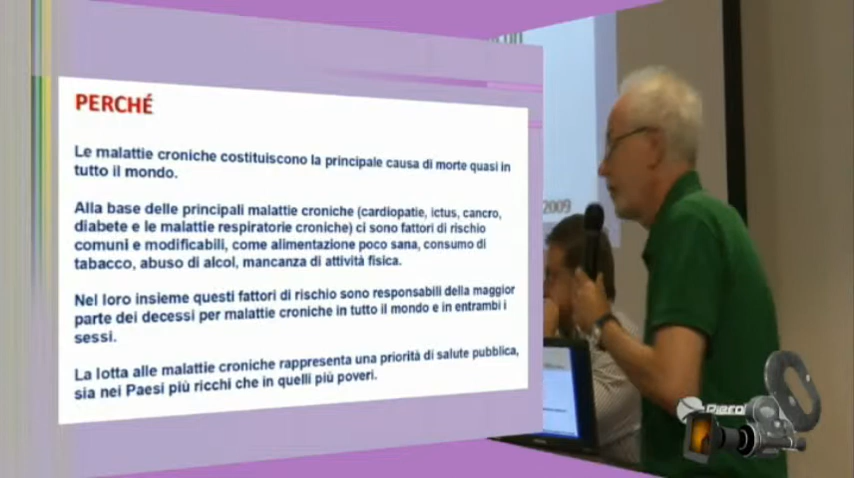 PERCHÉ
Le malattie croniche costituiscono la principale causa di morte quasi in
tutto il mondo.
Alla base delle principali malattie croniche (cardiopatie, ictus, cancro,
diabete e le malattie respiratorie croniche) ci sono fattori di rischio
comuni e modificabili, come alimentazione poco sana, consumo di
tabacco, abuso di alcol, mancanza di attività fisica.
Nel loro insieme questi fattori di rischio sono responsabili della maggior
parte dei decessi per malattie croniche in tutto il mondo e in entrambi i
sessi.
La lotta alle malattie croniche rappresenta una priorità di salute pubblica,
sia nei Paesi più ricchi che in quelli più poveri.
2009